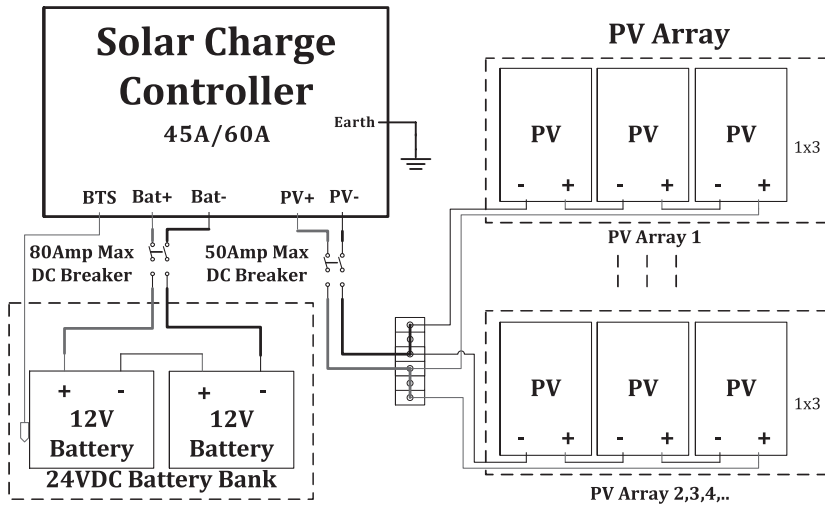 Solar Charge
Controller
45A/60A
Earth
BTS Bat+ Bat- PV+ PV-
80Amp Max
DC Breaker
50Amp Max
DC Breaker
+ - + -
12V
Battery
12V
Battery
24VDC Battery Bank
PV Array
PV PV PV
1x3
- + - + - +
PV Array 1
PV PV PV
1x3
- + - + - +
PV Array 2,3,4,..